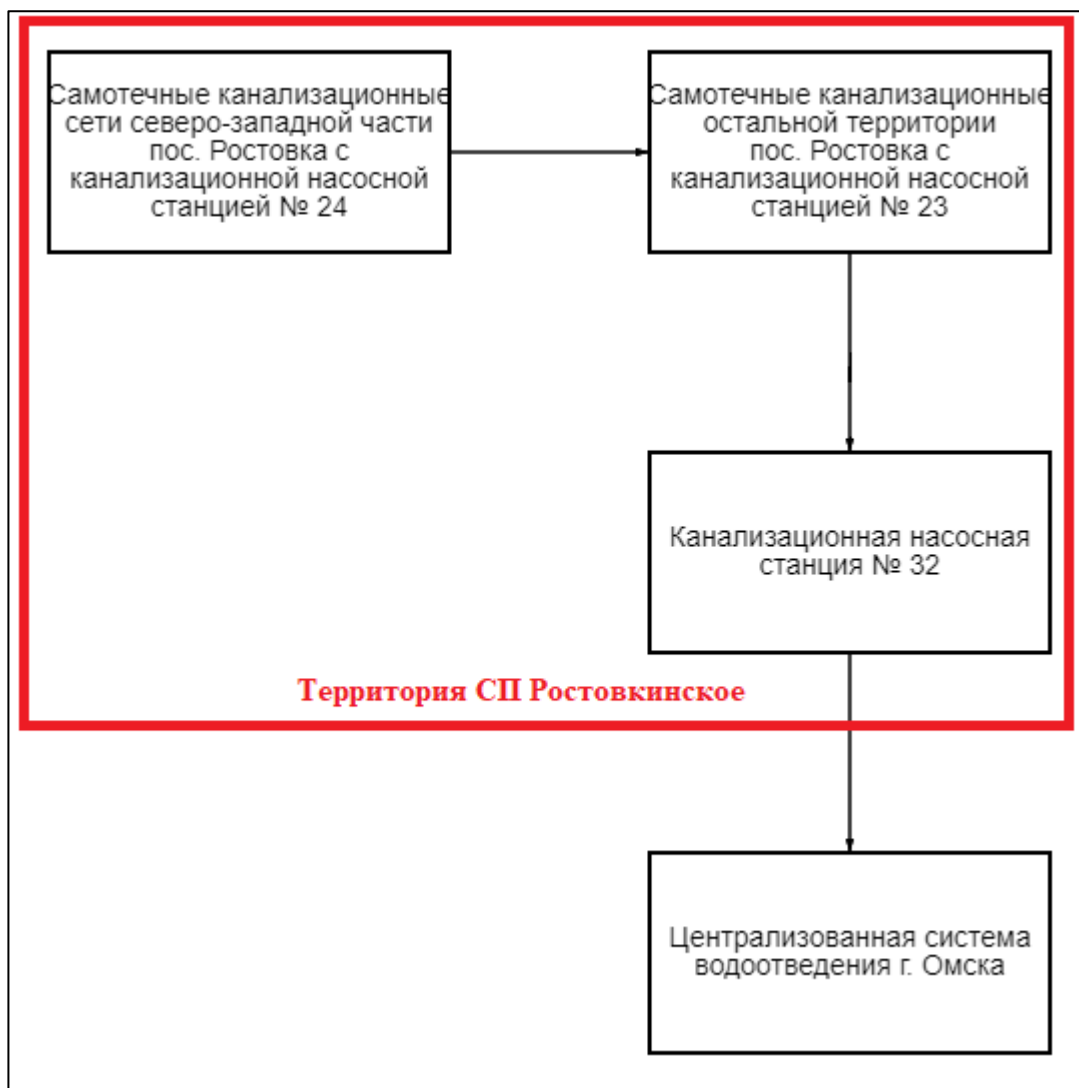 Самотечные канализационные
сети северо-западной части
пос. Ростовка с
канализационной насосной
станцией № 24
Самотечные канализационные
остальной территории
пос. Ростовка с
канализационной насосной
станцией № 23
Канализационная насосная
станция № 32
Территория СП Ростовкинское
Централизованная система
водоотведения г. Омска